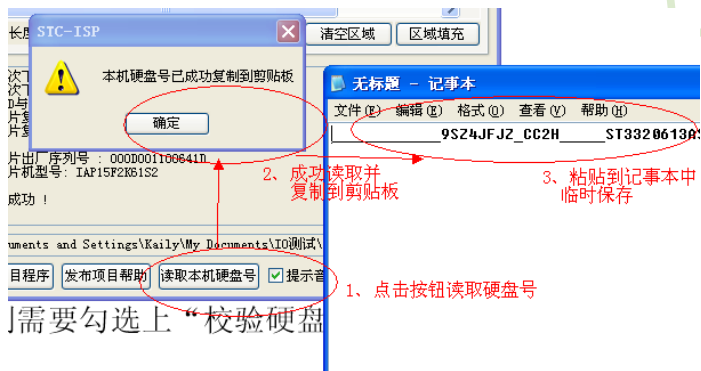 长度
清空区域
区域填充
STC-ISP
本机硬盘号已成功复制到剪贴板
确定
片出厂序列号 : 000D001100641D
片机型号: IAP15F2K61S2
成功 !
uments and Settings\Kaily\My Documents\IO测试\
目程序
发布项目帮助
读取本机硬盘号
提示音
无标题 - 记事本
文件(F) 编辑(E) 格式(O) 查看(V) 帮助(H)
_________9SZ4JFJZ_CC2H_____ST3320613AS
2、成功读取并
复制到剪贴板
3、粘贴到记事本中
临时保存
1、点击按钮读取硬盘号
需要勾选上“校验硬盘